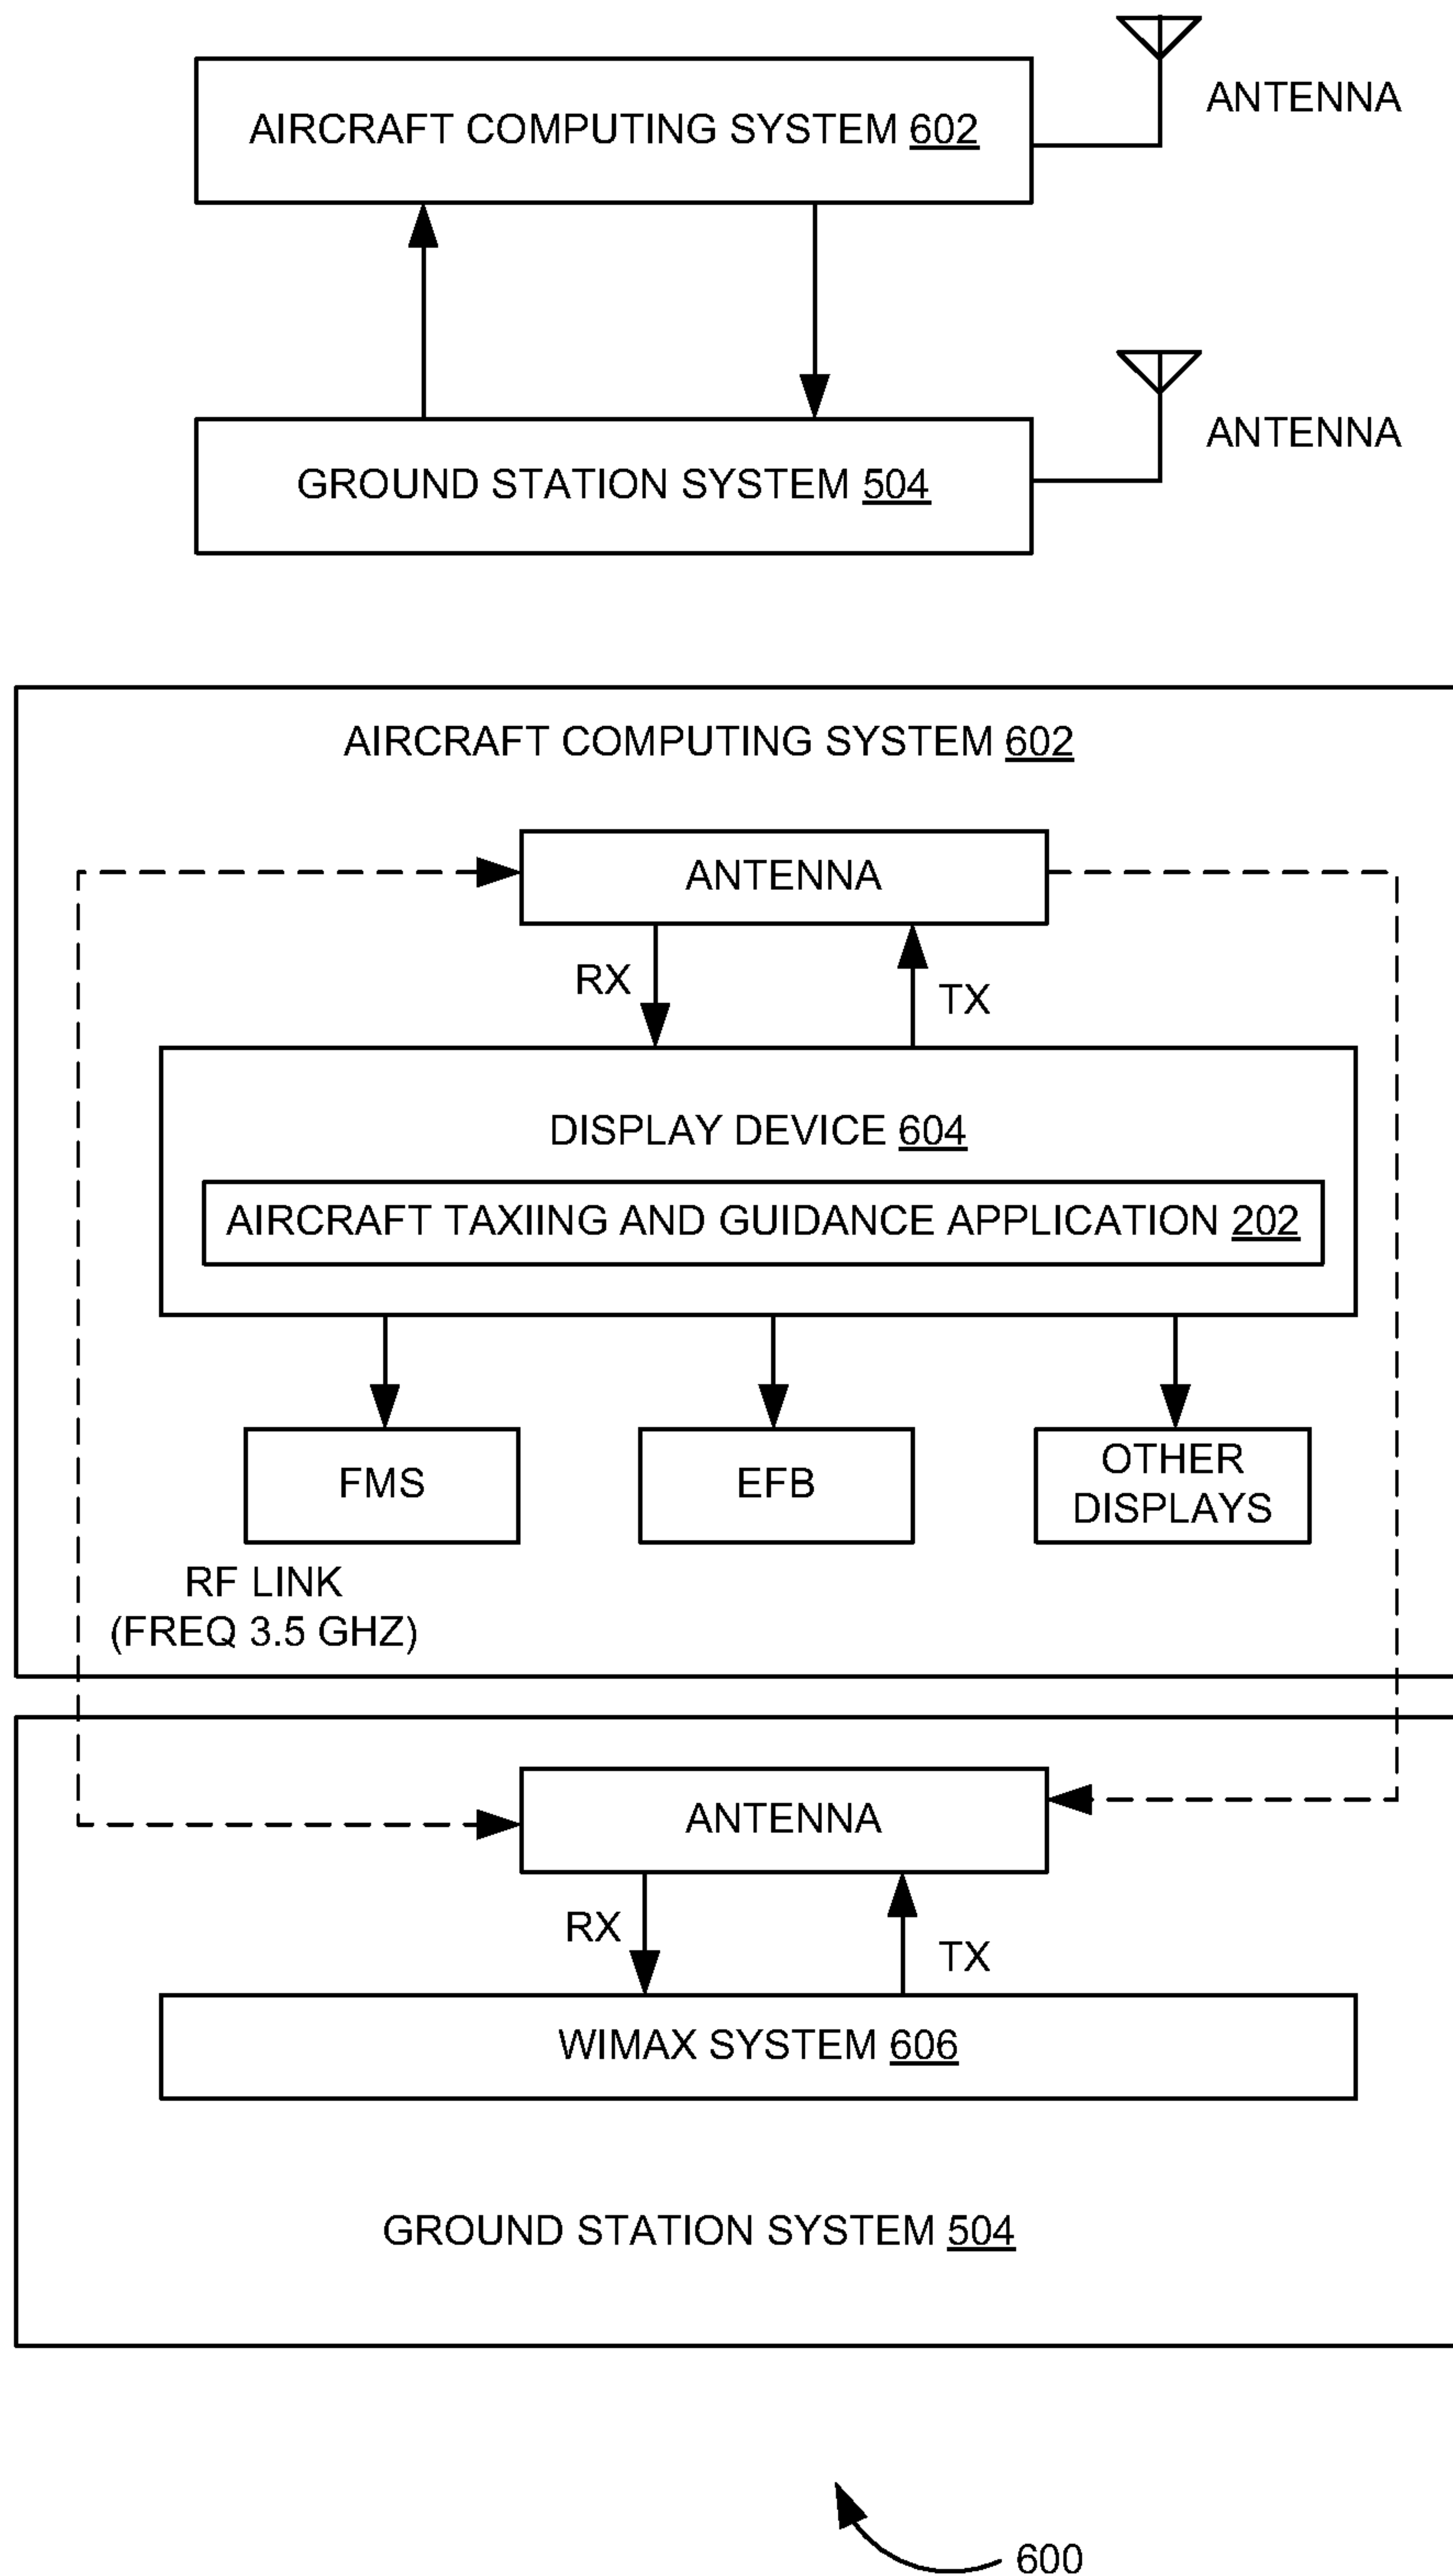 ANTENNA
AIRCRAFT COMPUTING SYSTEM 602
ANTENNA
GROUND STATION SYSTEM 504
AIRCRAFT COMPUTING SYSTEM 602
ANTENNA
RX
TX
DISPLAY DEVICE 604
AIRCRAFT TAXIING AND GUIDANCE APPLICATION 202
FMS
EFB
OTHER
DISPLAYS
RF LINK
(FREQ 3.5 GHZ)
ANTENNA
RX
TX
WIMAX SYSTEM 606
GROUND STATION SYSTEM 504
600